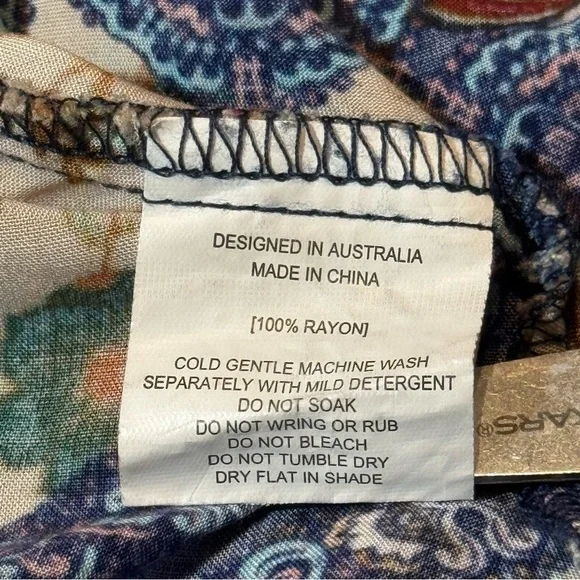 DESIGNED IN AUSTRALIA
MADE IN CHINA
[100% RAYON]
COLD GENTLE MACHINE WASH
SEPARATELY WITH MILD DETERGENT
DO NOT SOAK
DO NOT WRING OR RUB
DO NOT BLEACH
DO NOT TUMBLE DRY
DRY FLAT IN SHADE